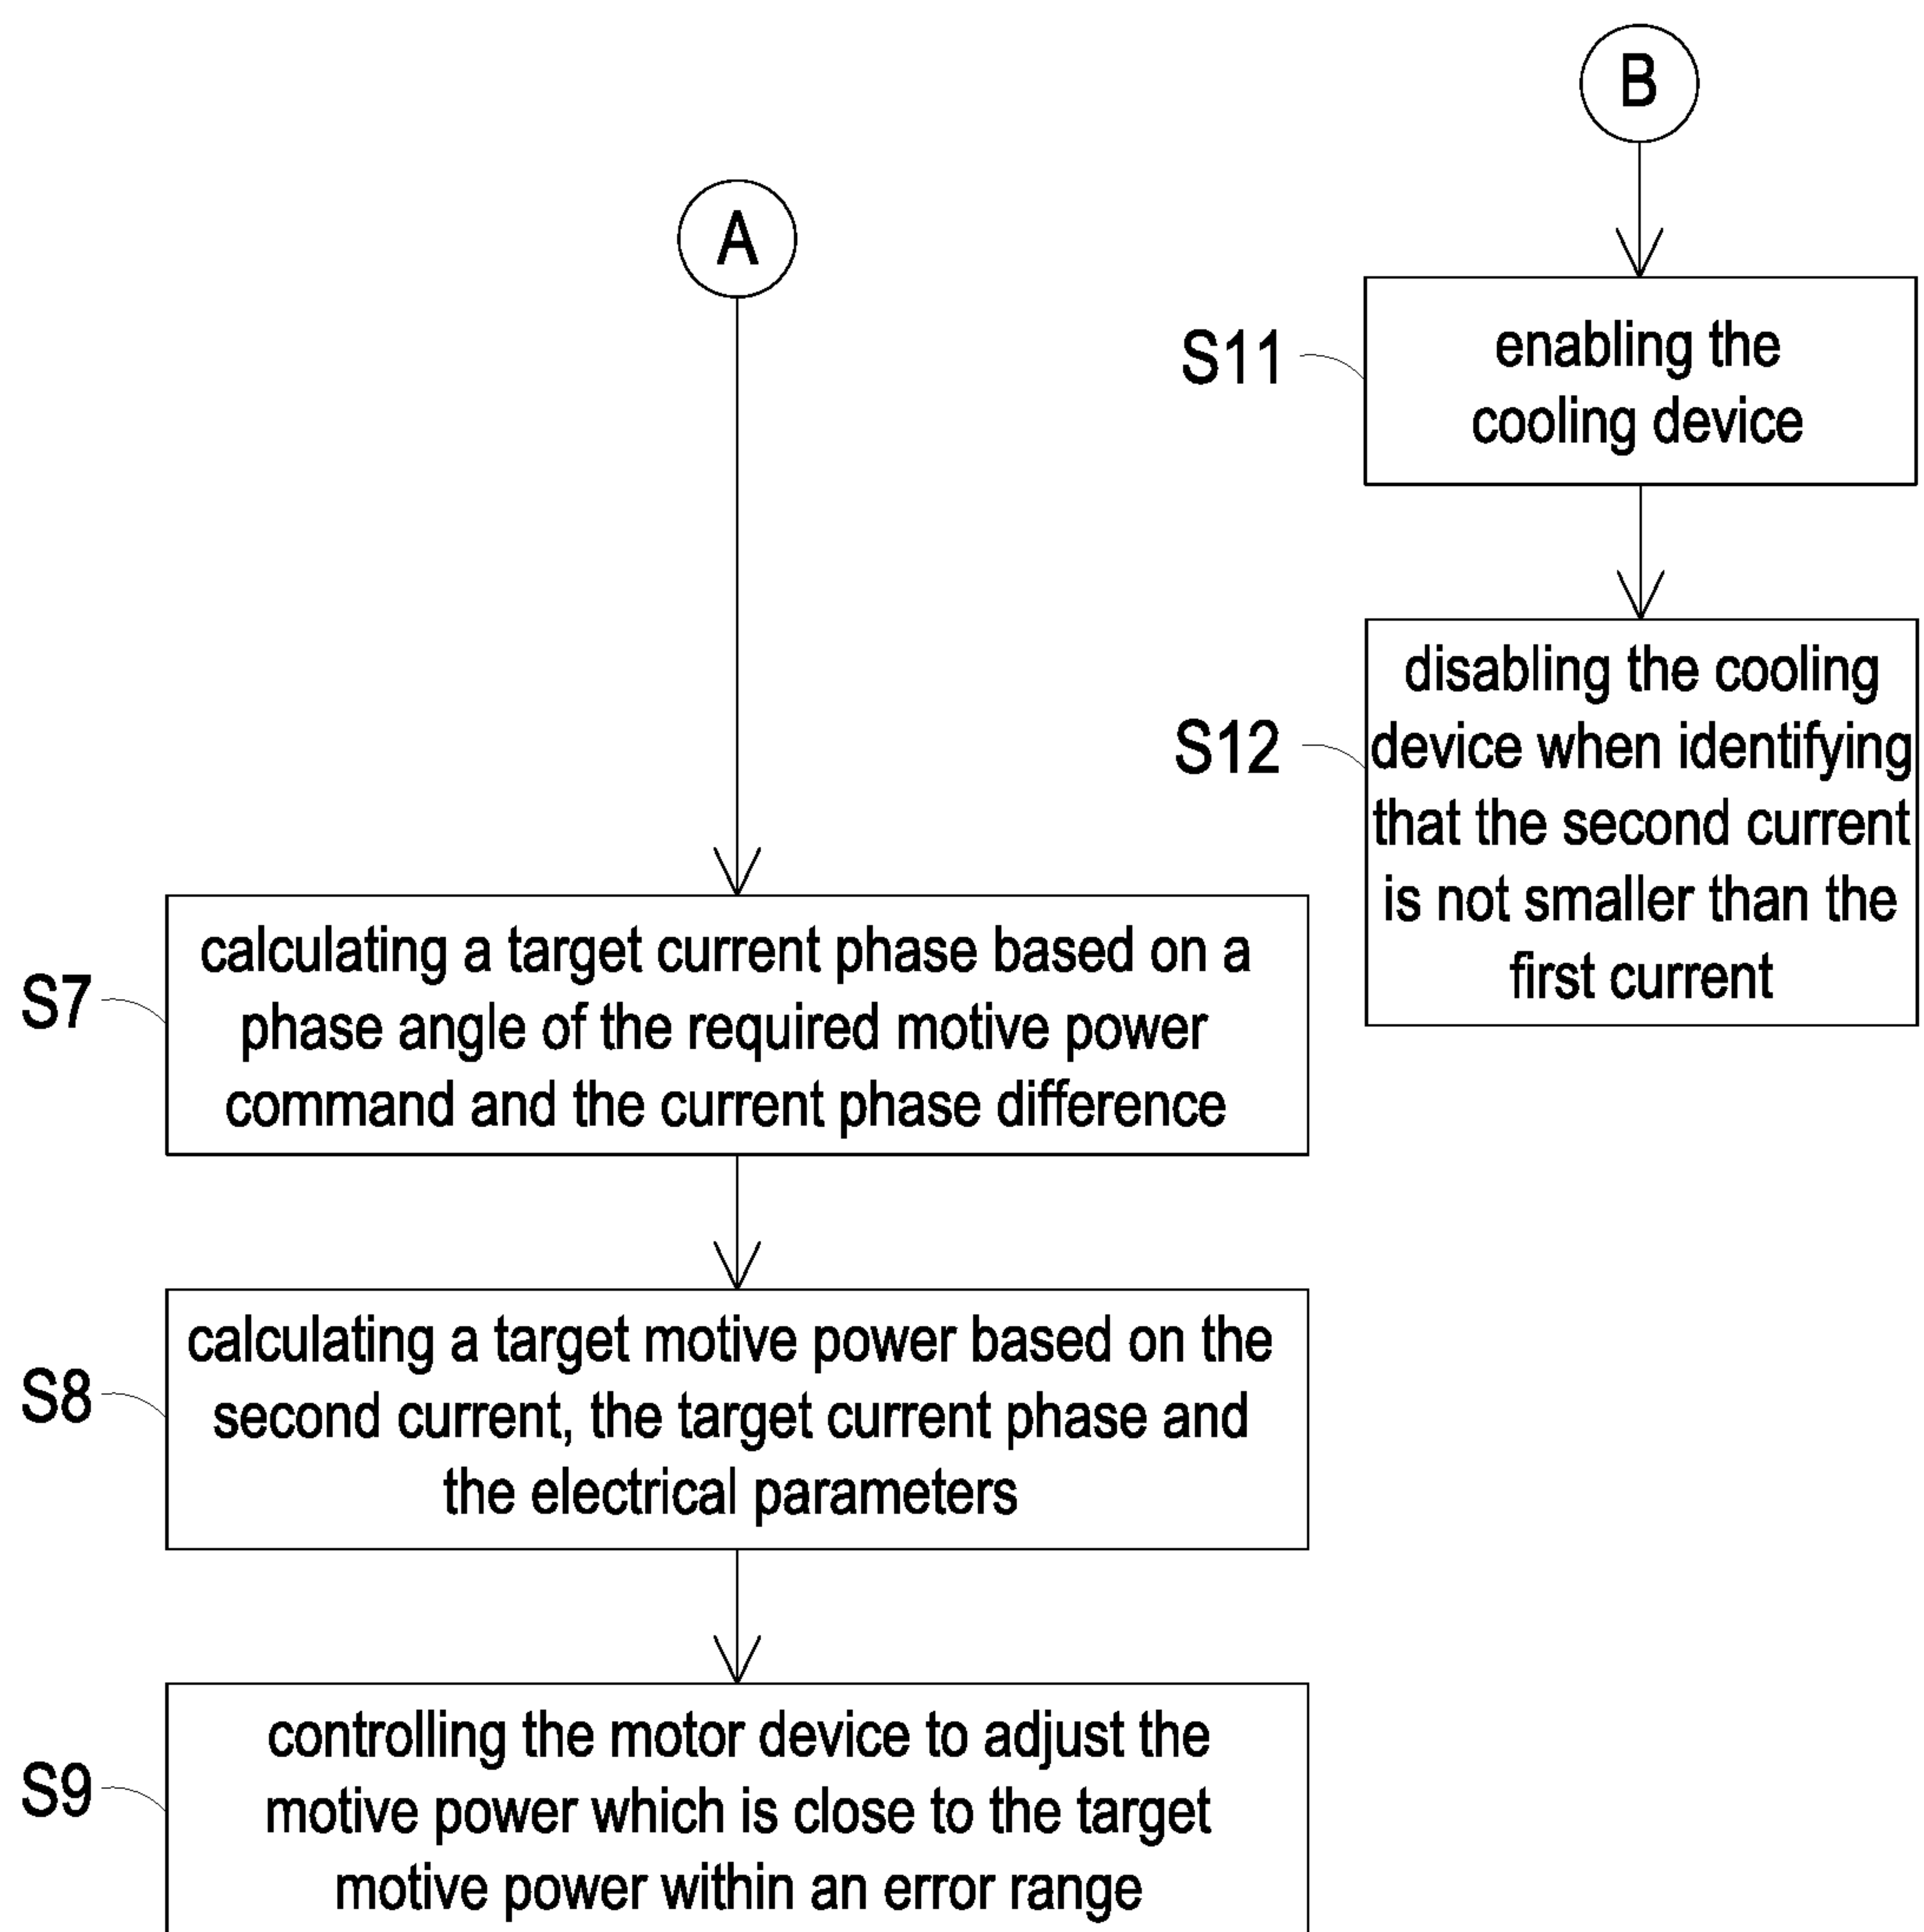 A
S7
calculating a target current phase based on a
phase angle of the required motive power
command and the current phase difference
S8
calculating a target motive power based on the
second current, the target current phase and
the electrical parameters
S9
controlling the motor device to adjust the
motive power which is close to the target
motive power within an error range
B
S11
enabling the
cooling device
S12
disabling the cooling
device when identifying
that the second current
is not smaller than the
first current